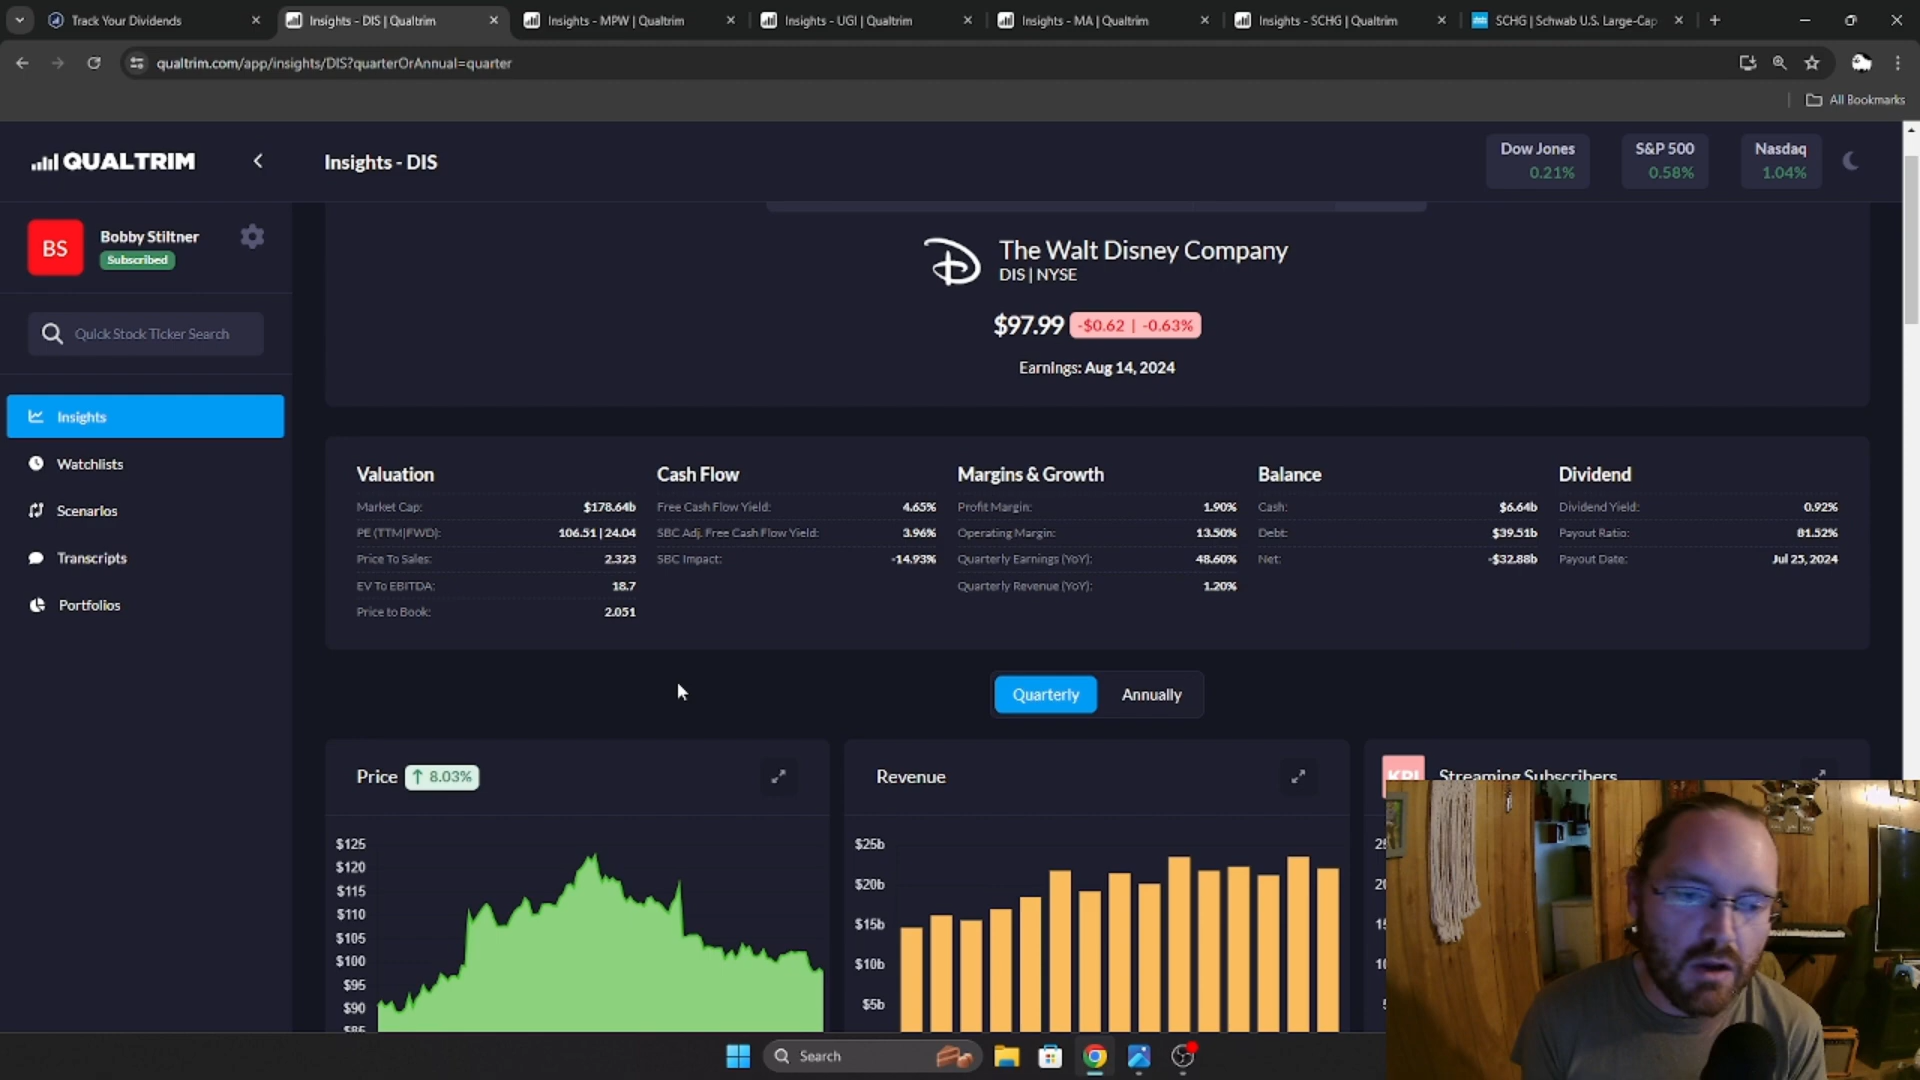 Track Your Dividends
Insights - DIS | Qualtrim
Insights - MPW | Qualtrim
Insights - UGI | Qualtrim
Insights - MA | Qualtrim
Insights - SCHG | Qualtrim
SCHG | Schwab U.S. Large-Cap
qualtrim.com/app/insights/DIS?quarterOrAnnual=quarter
All Bookmarks
QUALTRIM
Insights - DIS
Dow Jones
0.21%
S&P 500
0.58%
Nasdaq
1.04%
BS
Bobby Stiltner
Subscribed
Quick Stock Ticker Search
Insights
Watchlists
Scenarios
Transcripts
Portfolios
The Walt Disney Company
DIS | NYSE
$97.99 -$0.62 | -0.63%
Earnings: Aug 14, 2024
Valuation
Market Cap: $178.64b
PE (TTM|FWD): 106.51 | 24.04
Price To Sales: 2.323
EV To EBITDA: 18.7
Price to Book: 2.051
Cash Flow
Free Cash Flow Yield: 4.65%
SBC Adj. Free Cash Flow Yield: 3.96%
SBC Impact: -14.93%
Margins & Growth
Profit Margin: 1.90%
Operating Margin: 13.50%
Quarterly Earnings (YoY): 48.60%
Quarterly Revenue (YoY): 1.20%
Balance
Cash: $6.64b
Debt: $39.51b
Net: -$32.88b
Dividend
Dividend Yield: 0.92%
Payout Ratio: 81.52%
Payout Date: Jul 25, 2024
Quarterly
Annually
Price 8.03%
$125
$120
$115
$110
$105
$100
$95
$90
$85
Revenue
$25b
$20b
$15b
$10b
$5b
KPI
Streaming Subscribers
Search